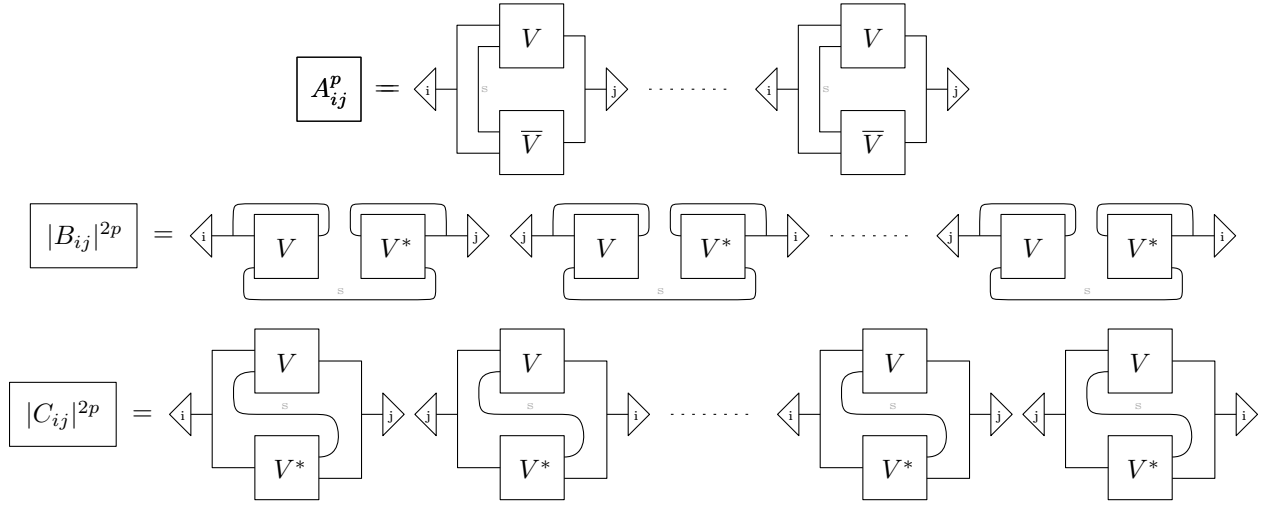 V V
A^p_{ij} = i s j ········ i s j
V̅ V̅
|B_{ij}|^{2p} = i V V* j j V V* i ········ j V V* i
s s s
V V V V
|C_{ij}|^{2p} = i s j j s i ········ i s j j s i
V* V* V* V*